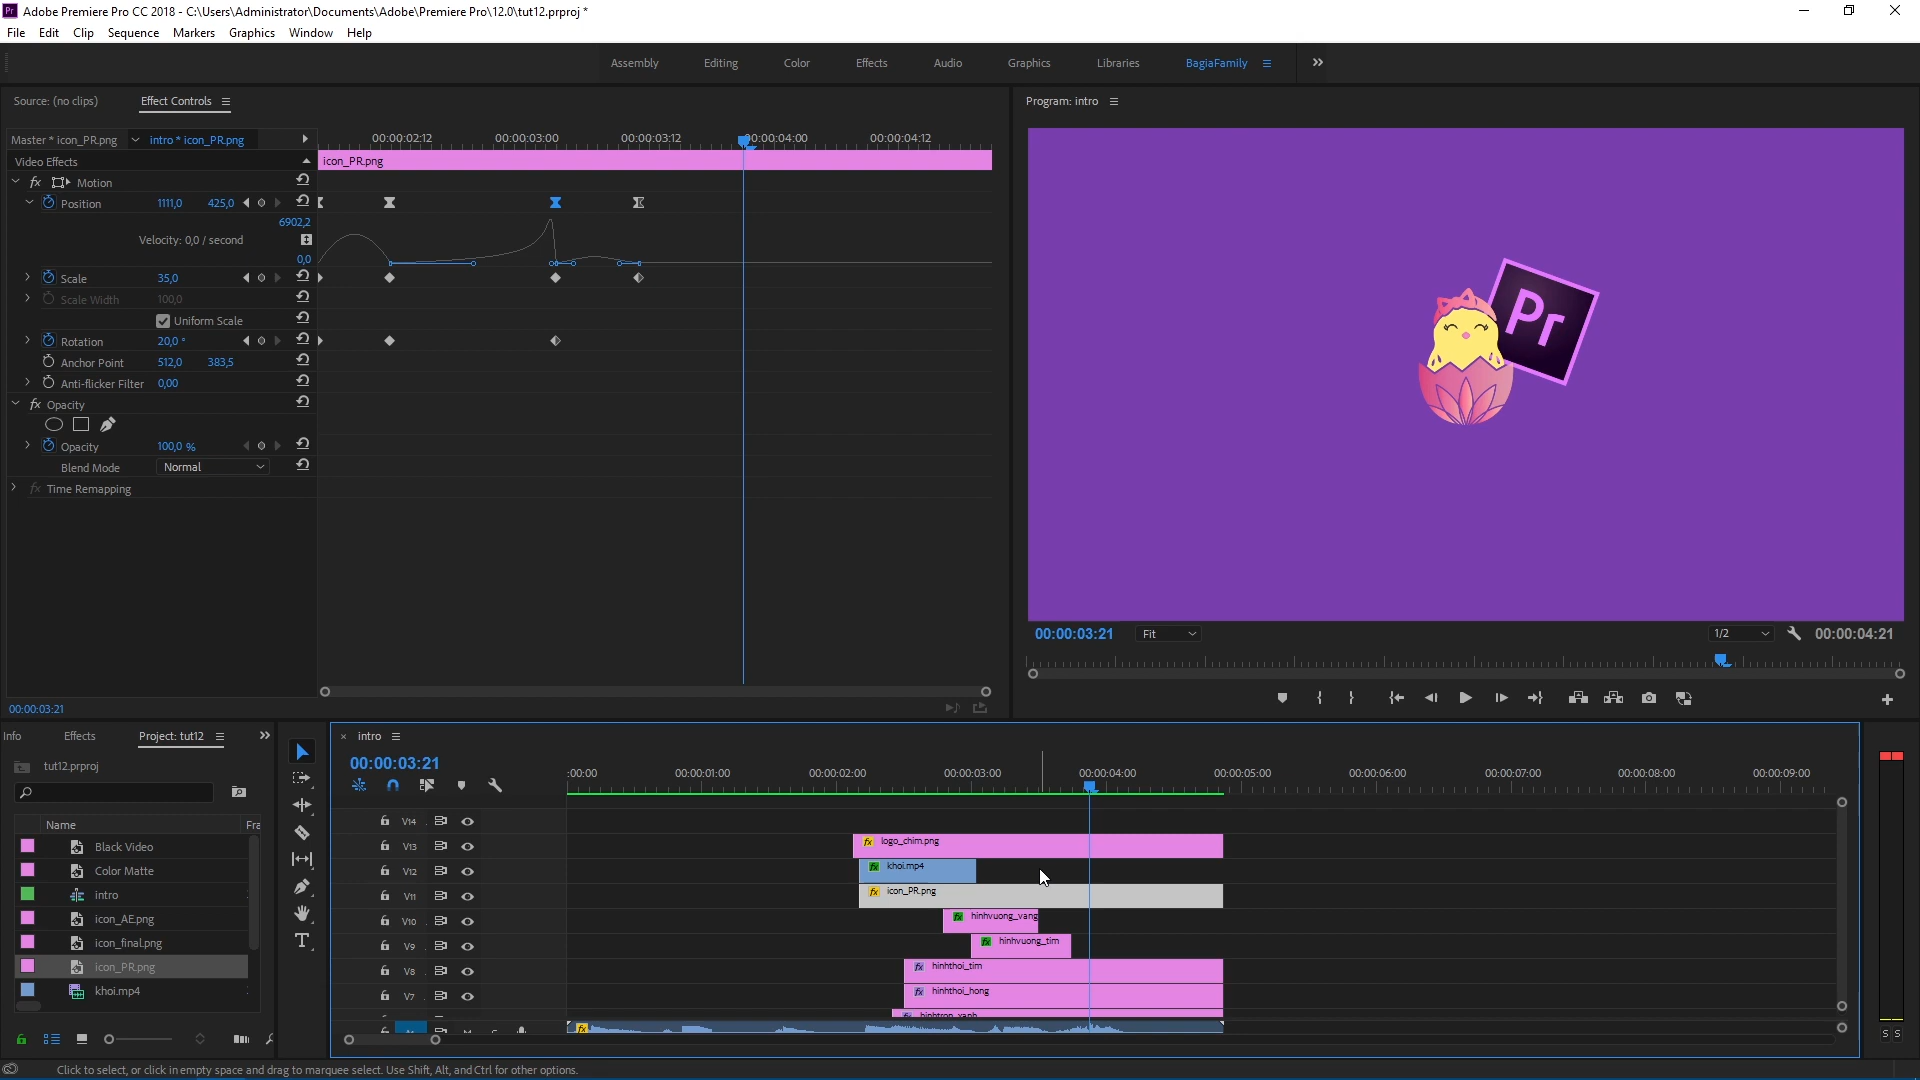 Adobe Premiere Pro CC 2018 - C:\Users\Administrator\Documents\Adobe\Premiere Pro\12.0\tut12.prproj *
File Edit Clip Sequence Markers Graphics Window Help
Assembly Editing Color Effects Audio Graphics Libraries BagiaFamily
Source: (no clips) Effect Controls
Program: intro
Master * icon_PR.png intro * icon_PR.png
00:00:02:12 00:00:03:00 00:00:03:12 00:00:04:00 00:00:04:12
Video Effects
icon_PR.png
fx Motion
Position 1111,0 425,0
6902,2
Velocity: 0,0 / second
0,0
Scale 35,0
Scale Width 100,0
Uniform Scale
Rotation 20,0 °
Anchor Point 512,0 383,5
Anti-flicker Filter 0,00
fx Opacity
Opacity 100,0 %
Blend Mode Normal
fx Time Remapping
Pr
00:00:03:21 Fit 1/2 00:00:04:21
00:00:03:21
Info Effects Project: tut12
tut12.prproj
Name Fra
Black Video
Color Matte
intro
icon_AE.png
icon_final.png
icon_PR.png
khoi.mp4
intro
00:00:03:21
:00:00 00:00:01:00 00:00:02:00 00:00:03:00 00:00:04:00 00:00:05:00 00:00:06:00 00:00:07:00 00:00:08:00 00:00:09:00
V14
V13 fx logo_chim.png
V12 fx khoi.mp4
V11 fx icon_PR.png
V10 fx hinhvuong_vang
V9 fx hinhvuong_tim
V8 fx hinhthoi_tim
V7 fx hinhthoi_hong
fx
S S
Click to select, or click in empty space and drag to marquee select. Use Shift, Alt, and Ctrl for other options.